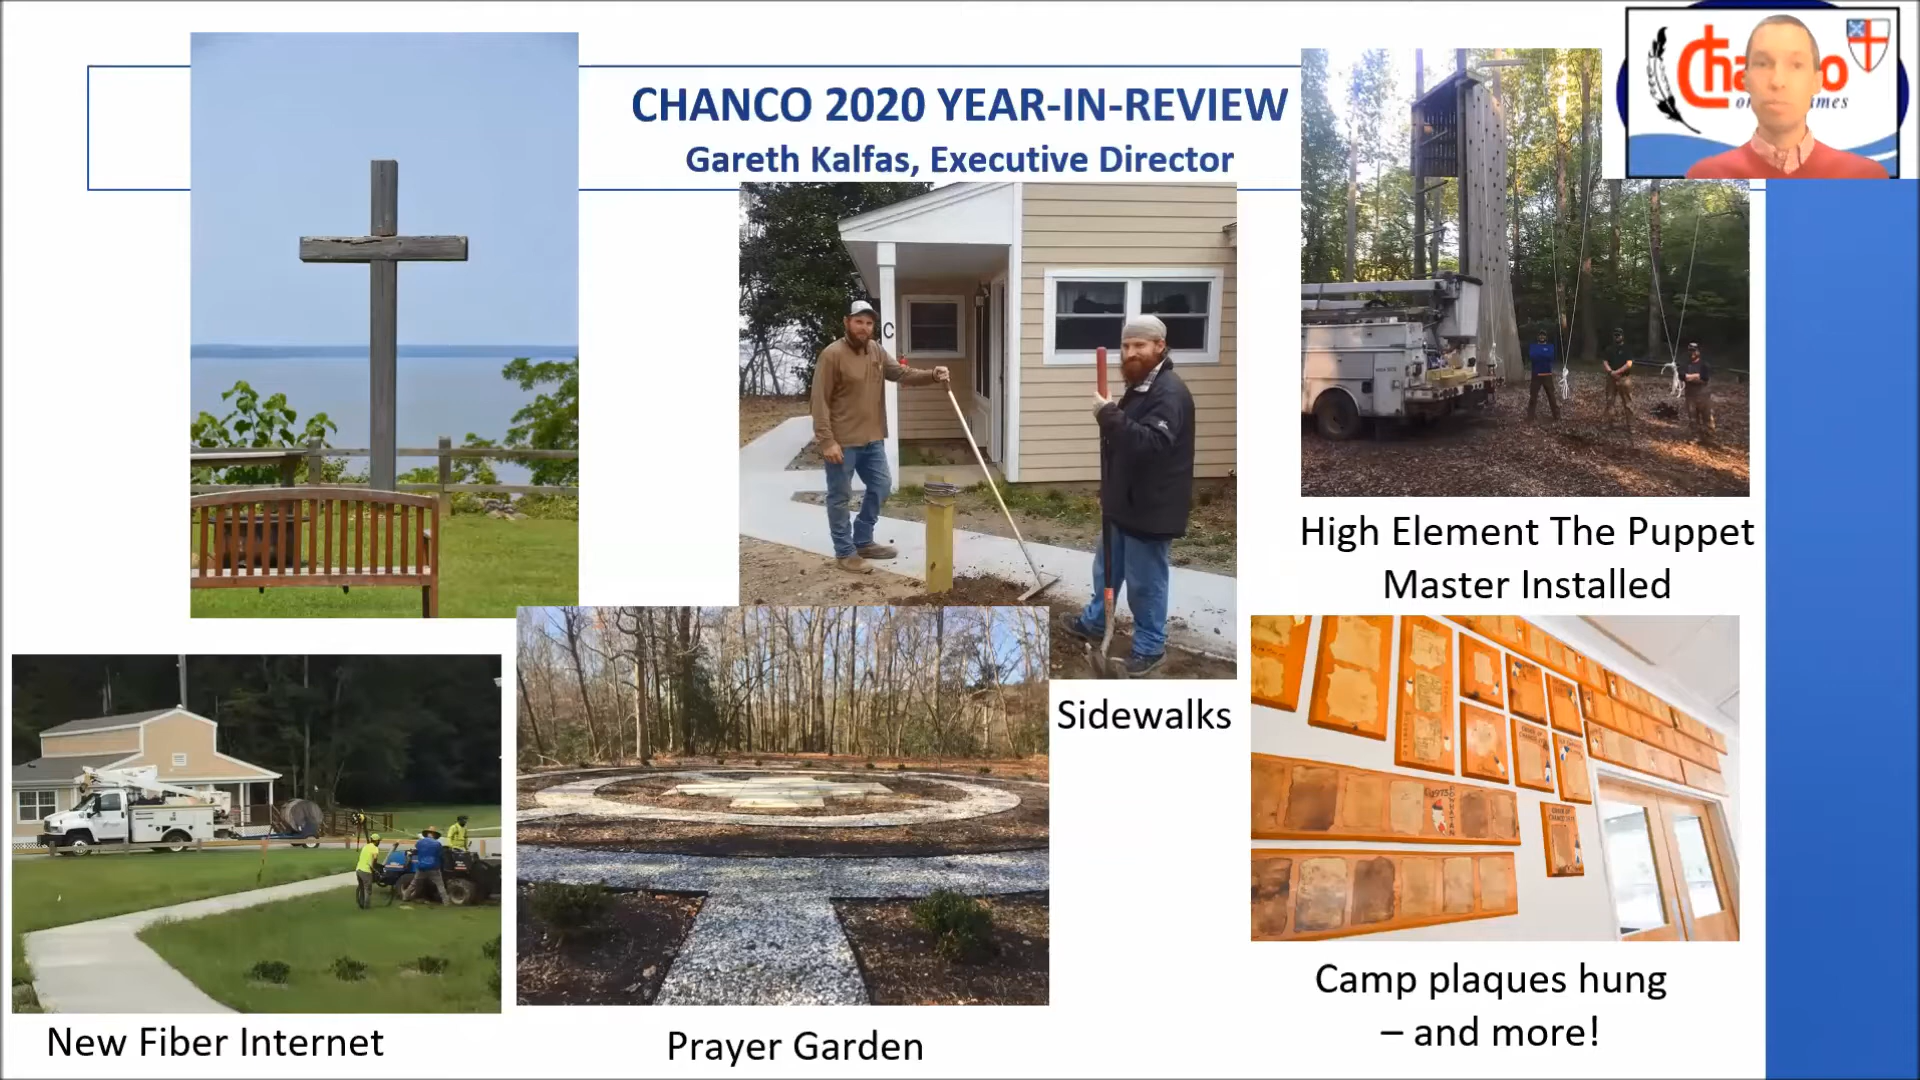 CHANCO 2020 YEAR-IN-REVIEW
Gareth Kalfas, Executive Director
C
High Element The Puppet
Master Installed
Sidewalks
Camp plaques hung
– and more!
New Fiber Internet
Prayer Garden